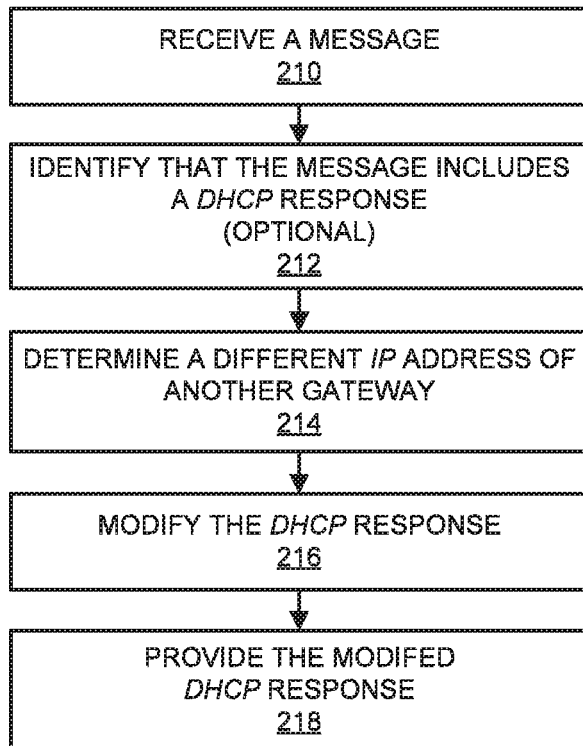 RECEIVE A MESSAGE
210
IDENTIFY THAT THE MESSAGE INCLUDES
A DHCP RESPONSE
(OPTIONAL)
212
DETERMINE A DIFFERENT IP ADDRESS OF
ANOTHER GATEWAY
214
MODIFY THE DHCP RESPONSE
216
PROVIDE THE MODIFED
DHCP RESPONSE
218